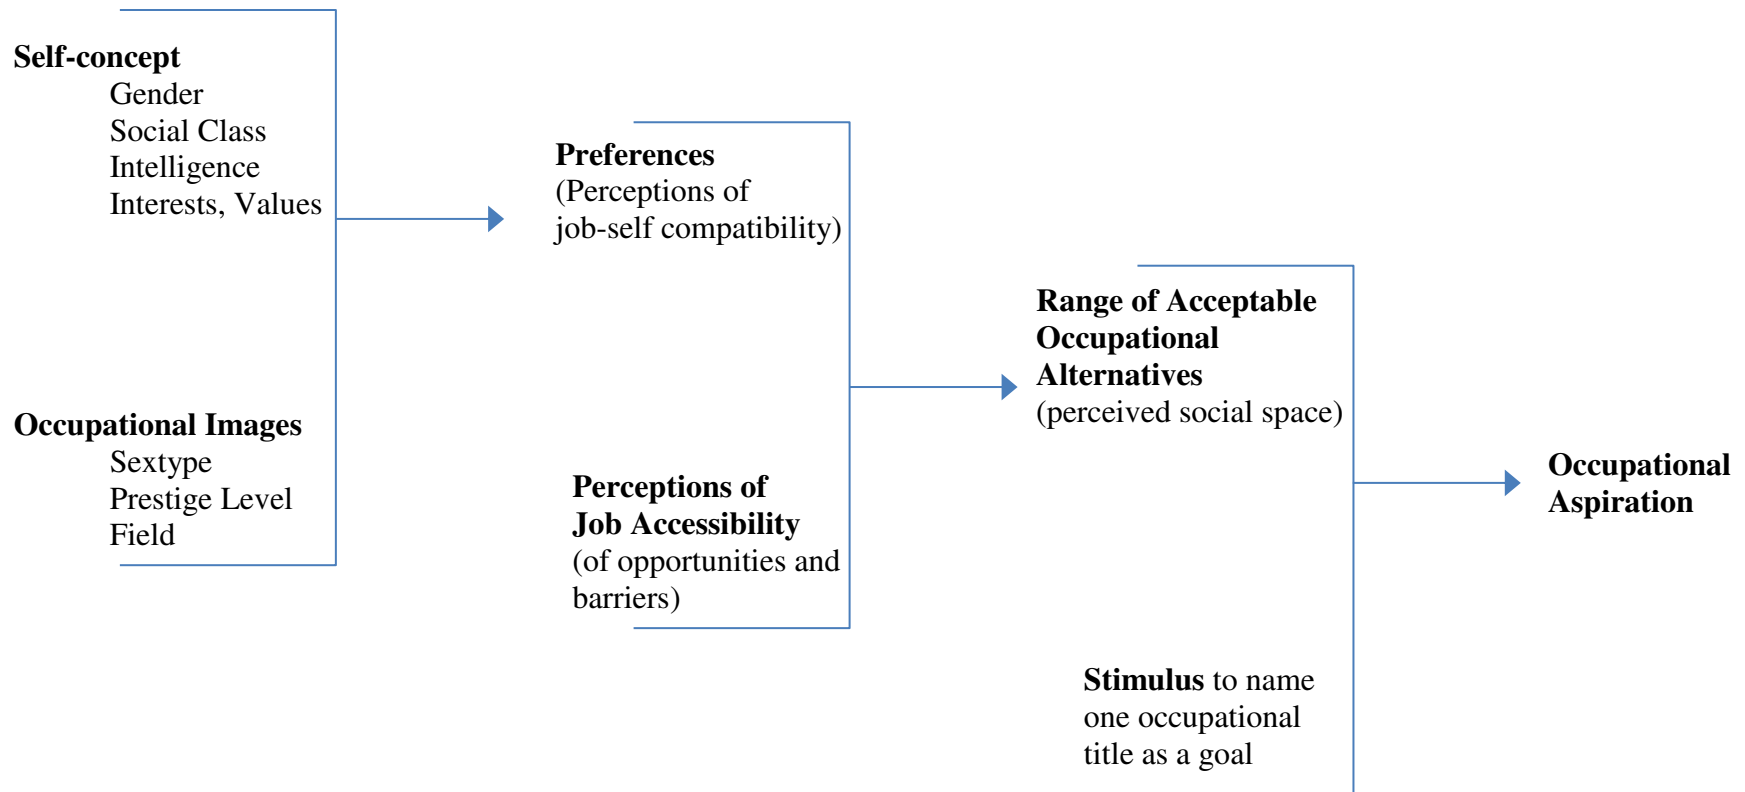 Self-concept
Gender
Social Class
Intelligence
Interests, Values
Occupational Images
Sextype
Prestige Level
Field
Preferences
(Perceptions of
job-self compatibility)
Perceptions of
Job Accessibility
(of opportunities and
barriers)
Range of Acceptable
Occupational
Alternatives
(perceived social space)
Stimulus to name
one occupational
title as a goal
Occupational
Aspiration